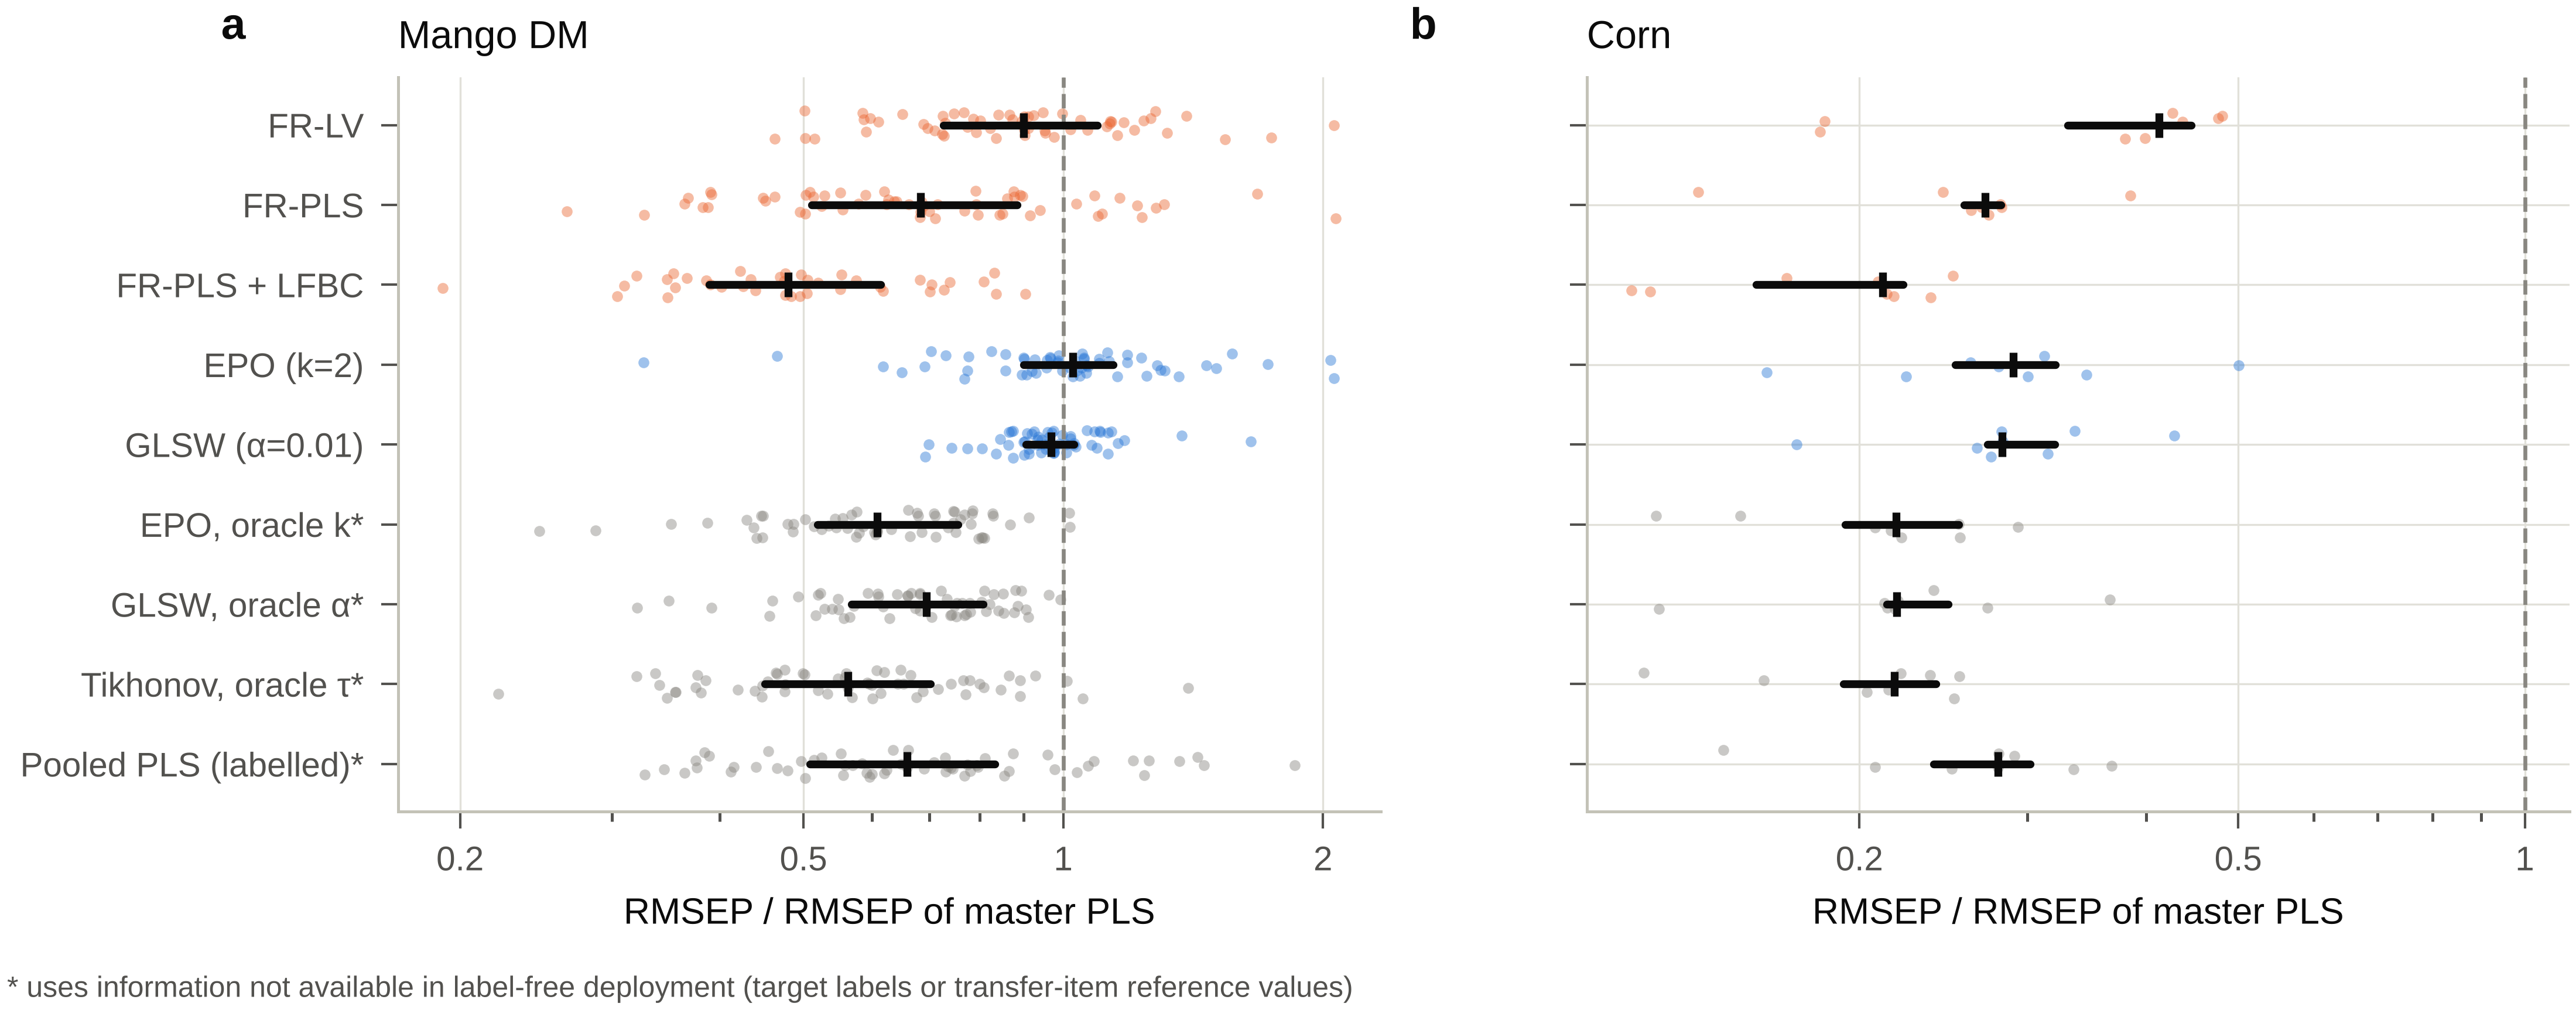 a
Mango DM
b
Corn
FR-LV
FR-PLS
FR-PLS + LFBC
EPO (k=2)
GLSW (α=0.01)
EPO, oracle k*
GLSW, oracle α*
Tikhonov, oracle τ*
Pooled PLS (labelled)*
0.2 0.5 1 2
0.2 0.5 1
RMSEP / RMSEP of master PLS
RMSEP / RMSEP of master PLS
* uses information not available in label-free deployment (target labels or transfer-item reference values)